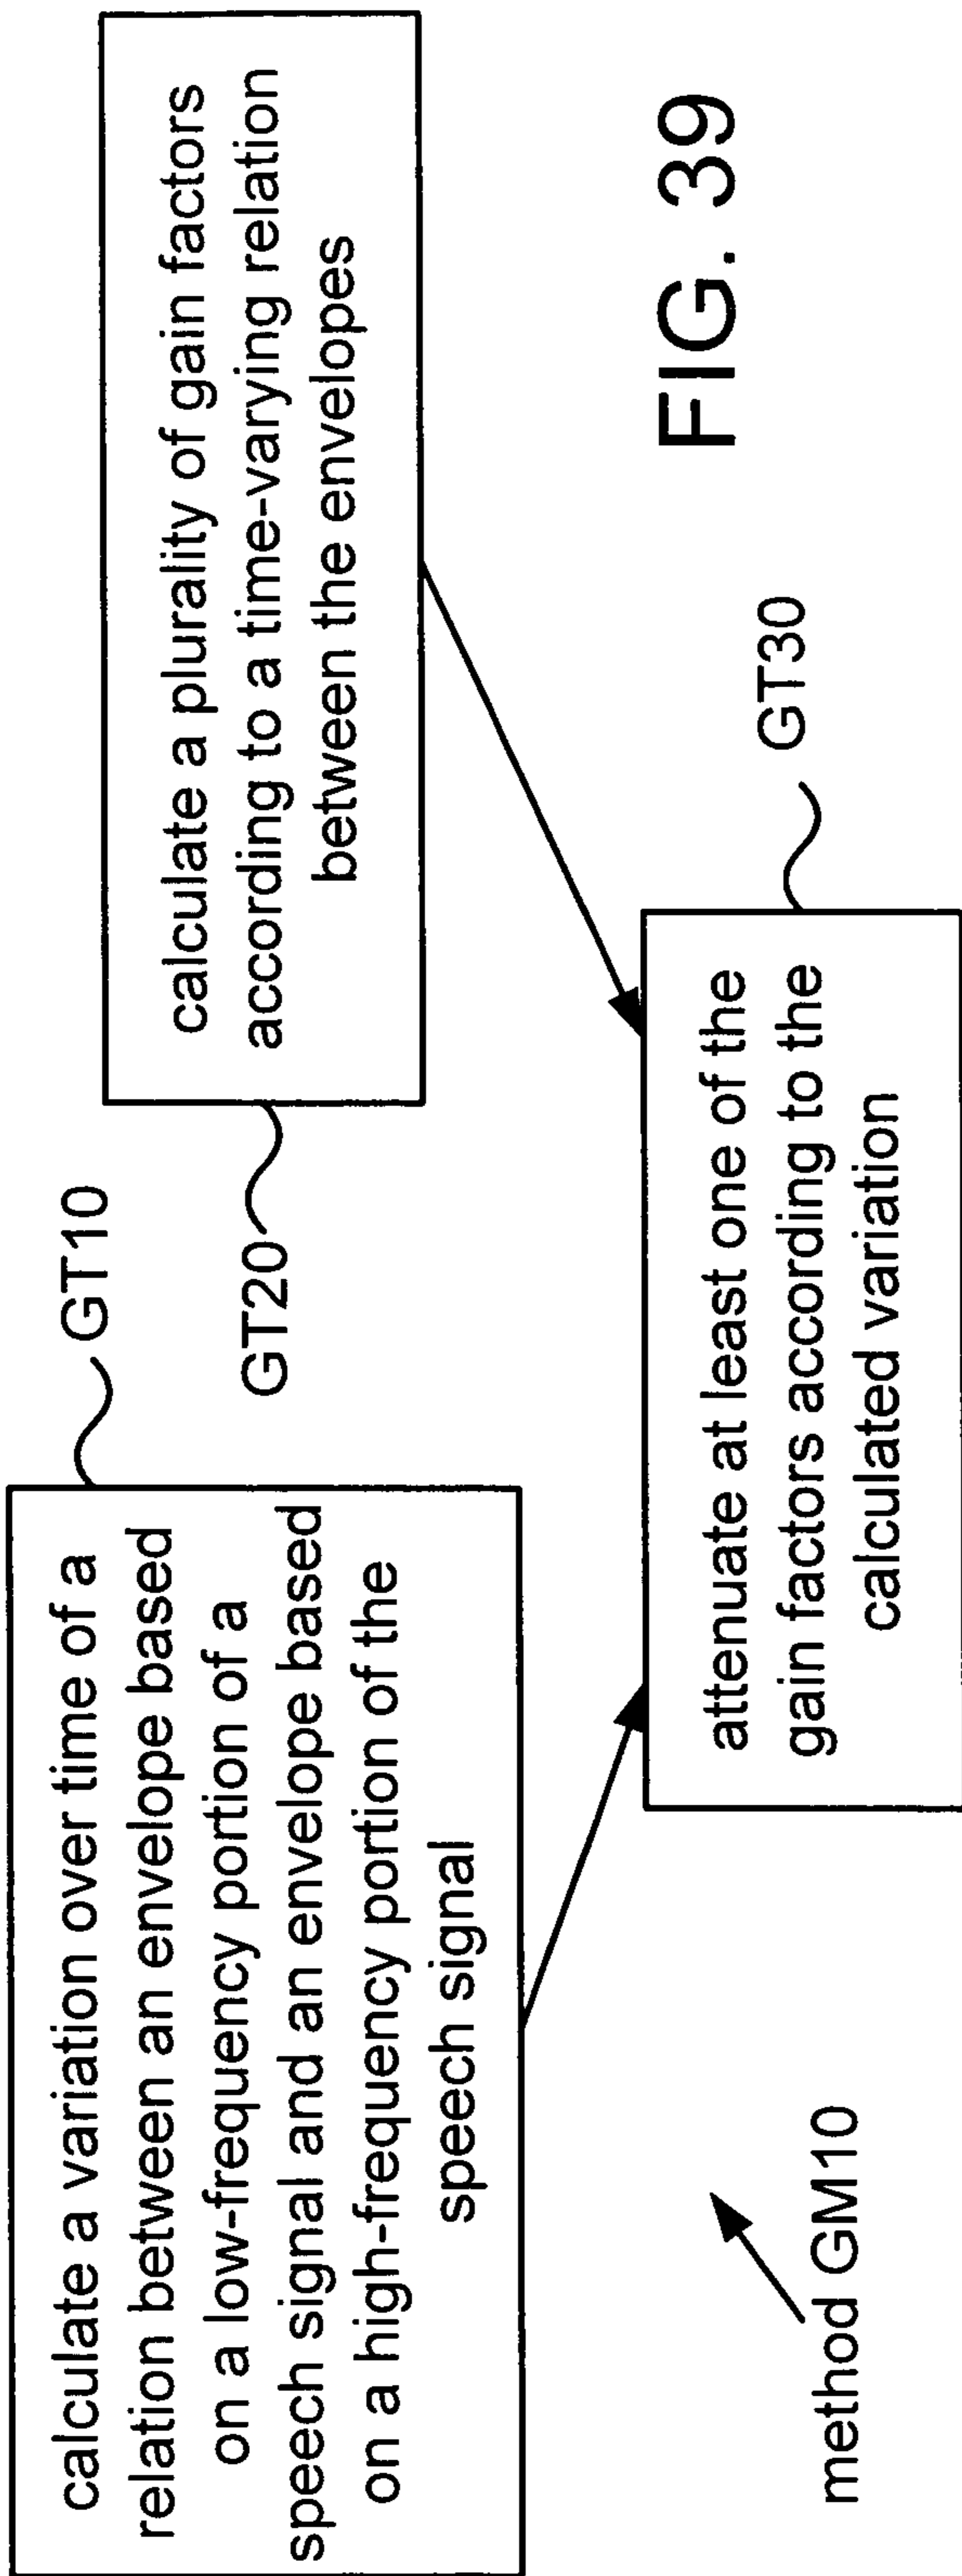 calculate a variation over time of a
relation between an envelope based
on a low-frequency portion of a
speech signal and an envelope based
on a high-frequency portion of the
speech signal
GT10
calculate a plurality of gain factors
according to a time-varying relation
between the envelopes
GT20
attenuate at least one of the
gain factors according to the
calculated variation
GT30
method GM10
FIG. 39